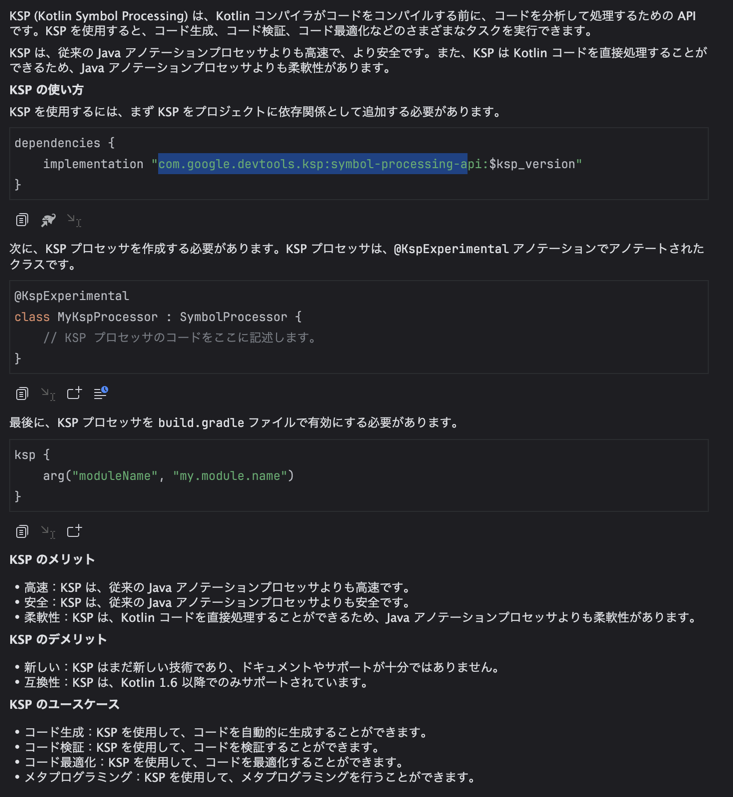 KSP (Kotlin Symbol Processing) は、Kotlin コンパイラがコードをコンパイルする前に、コードを分析して処理するための API
です。KSP を使用すると、コード生成、コード検証、コード最適化などのさまざまなタスクを実行できます。
KSP は、従来の Java アノテーションプロセッサよりも高速で、より安全です。また、KSP は Kotlin コードを直接処理することが
できるため、Java アノテーションプロセッサよりも柔軟性があります。
KSP の使い方
KSP を使用するには、まず KSP をプロジェクトに依存関係として追加する必要があります。
dependencies {
    implementation "com.google.devtools.ksp:symbol-processing-api:$ksp_version"
}
次に、KSP プロセッサを作成する必要があります。KSP プロセッサは、@KspExperimental アノテーションでアノテートされた
クラスです。
@KspExperimental
class MyKspProcessor : SymbolProcessor {
    // KSP プロセッサのコードをここに記述します。
}
最後に、KSP プロセッサを build.gradle ファイルで有効にする必要があります。
ksp {
    arg("moduleName", "my.module.name")
}
KSP のメリット
• 高速：KSP は、従来の Java アノテーションプロセッサよりも高速です。
• 安全：KSP は、従来の Java アノテーションプロセッサよりも安全です。
• 柔軟性：KSP は、Kotlin コードを直接処理することができるため、Java アノテーションプロセッサよりも柔軟性があります。
KSP のデメリット
• 新しい：KSP はまだ新しい技術であり、ドキュメントやサポートが十分ではありません。
• 互換性：KSP は、Kotlin 1.6 以降でのみサポートされています。
KSP のユースケース
• コード生成：KSP を使用して、コードを自動的に生成することができます。
• コード検証：KSP を使用して、コードを検証することができます。
• コード最適化：KSP を使用して、コードを最適化することができます。
• メタプログラミング：KSP を使用して、メタプログラミングを行うことができます。